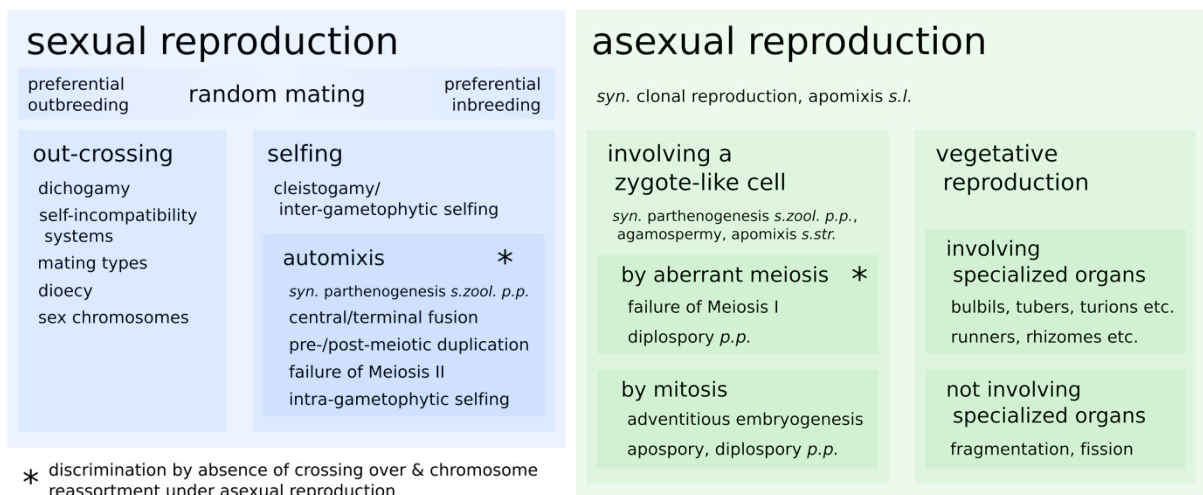 sexual reproduction
preferential
outbreeding
random mating
preferential
inbreeding
out-crossing
dichogamy
self-incompatibility
systems
mating types
dioecy
sex chromosomes
selfing
cleistogamy/
inter-gametophytic selfing
automixis *
syn. parthenogenesis s.zool. p.p.
central/terminal fusion
pre-/post-meiotic duplication
failure of Meiosis II
intra-gametophytic selfing
* discrimination by absence of crossing over & chromosome
reassortment under asexual reproduction
asexual reproduction
syn. clonal reproduction, apomixis s.l.
involving a
zygote-like cell
syn. parthenogenesis s.zool. p.p.,
agamospermy, apomixis s.str.
by aberrant meiosis *
failure of Meiosis I
diplospory p.p.
by mitosis
adventitious embryogenesis
apospory, diplospory p.p.
vegetative
reproduction
involving
specialized organs
bulbils, tubers, turions etc.
runners, rhizomes etc.
not involving
specialized organs
fragmentation, fission